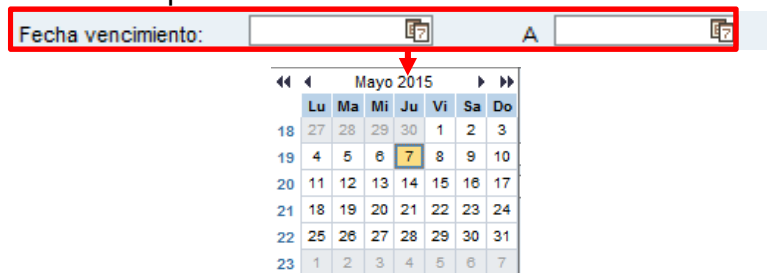 Fecha vencimiento: A
Mayo 2015
Lu Ma Mi Ju Vi Sa Do
18 27 28 29 30 1 2 3
19 4 5 6 7 8 9 10
20 11 12 13 14 15 16 17
21 18 19 20 21 22 23 24
22 25 26 27 28 29 30 31
23 1 2 3 4 5 6 7